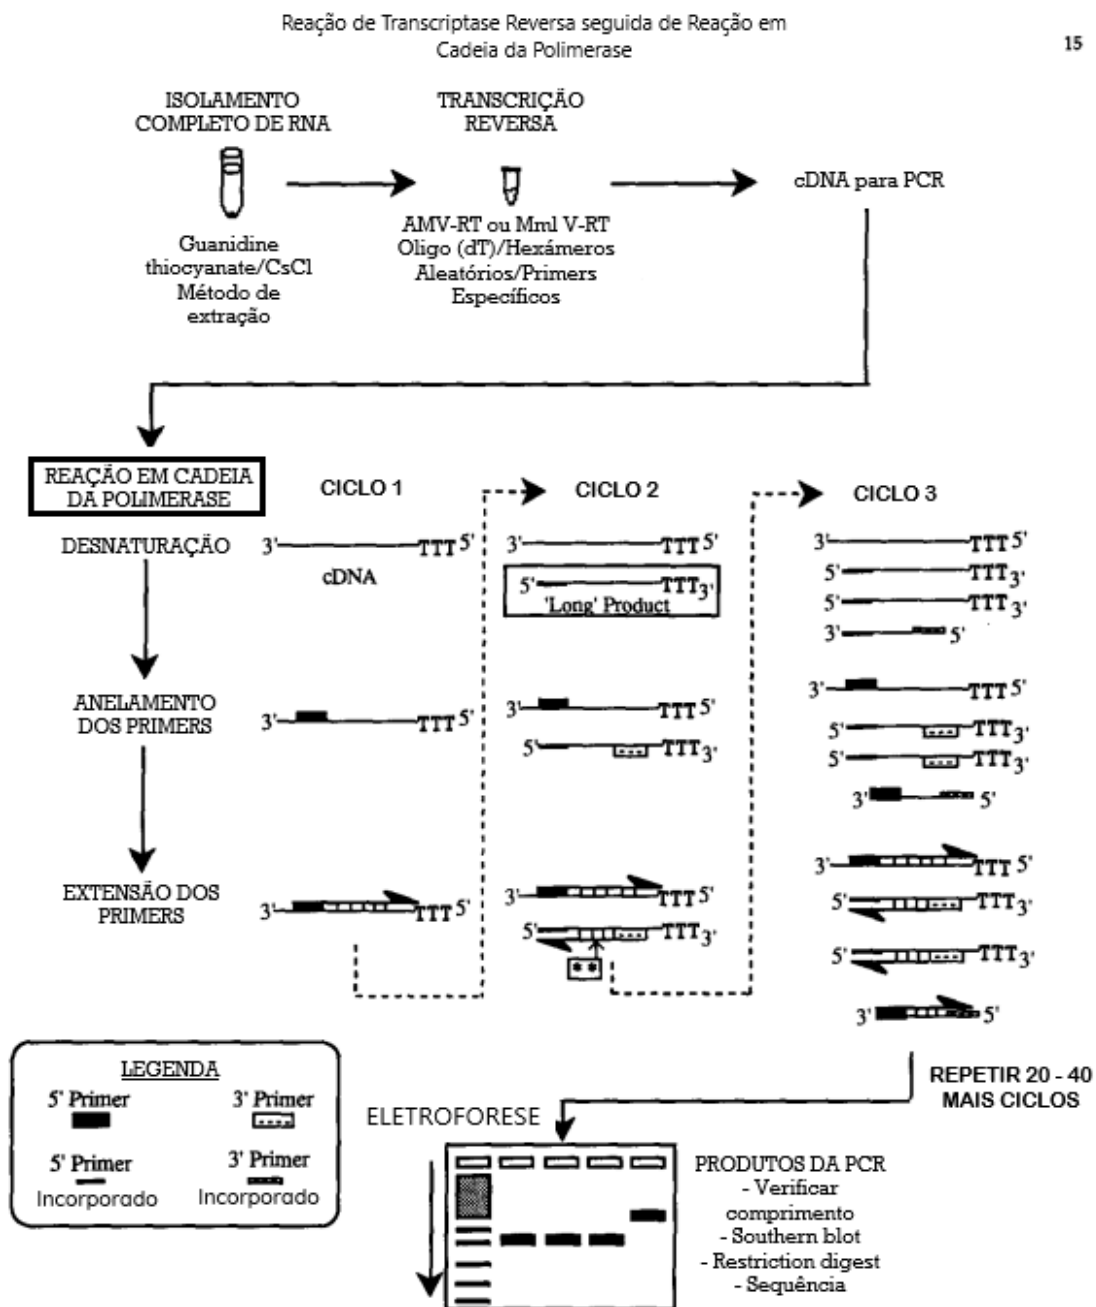 Reação de Transcriptase Reversa seguida de Reação em
Cadeia da Polimerase
15
ISOLAMENTO
COMPLETO DE RNA
TRANSCRIÇÃO
REVERSA
cDNA para PCR
Guanidine
thiocyanate/CsCl
Método de
extração
AMV-RT ou Mml V-RT
Oligo (dT)/Hexámeros
Aleatórios/Primers
Específicos
REAÇÃO EM CADEIA
DA POLIMERASE
CICLO 1
CICLO 2
CICLO 3
DESNATURAÇÃO
3' TTT 5'
cDNA
3' TTT 5'
5' TTT 3'
'Long' Product
3' TTT 5'
5' TTT 3'
5' TTT 3'
3' 5'
ANELAMENTO
DOS PRIMERS
3' TTT 5'
3' TTT 5'
5' TTT 3'
3' TTT 5'
5' TTT 3'
5' TTT 3'
3' 5'
EXTENSÃO DOS
PRIMERS
3' TTT 5'
3' TTT 5'
5' TTT 3'
**
3' TTT 5'
5' TTT 3'
5' TTT 3'
3' 5'
REPETIR 20 - 40
MAIS CICLOS
LEGENDA
5' Primer
3' Primer
5' Primer
Incorporado
3' Primer
Incorporado
ELETROFORESE
PRODUTOS DA PCR
- Verificar
comprimento
- Southern blot
- Restriction digest
- Sequência